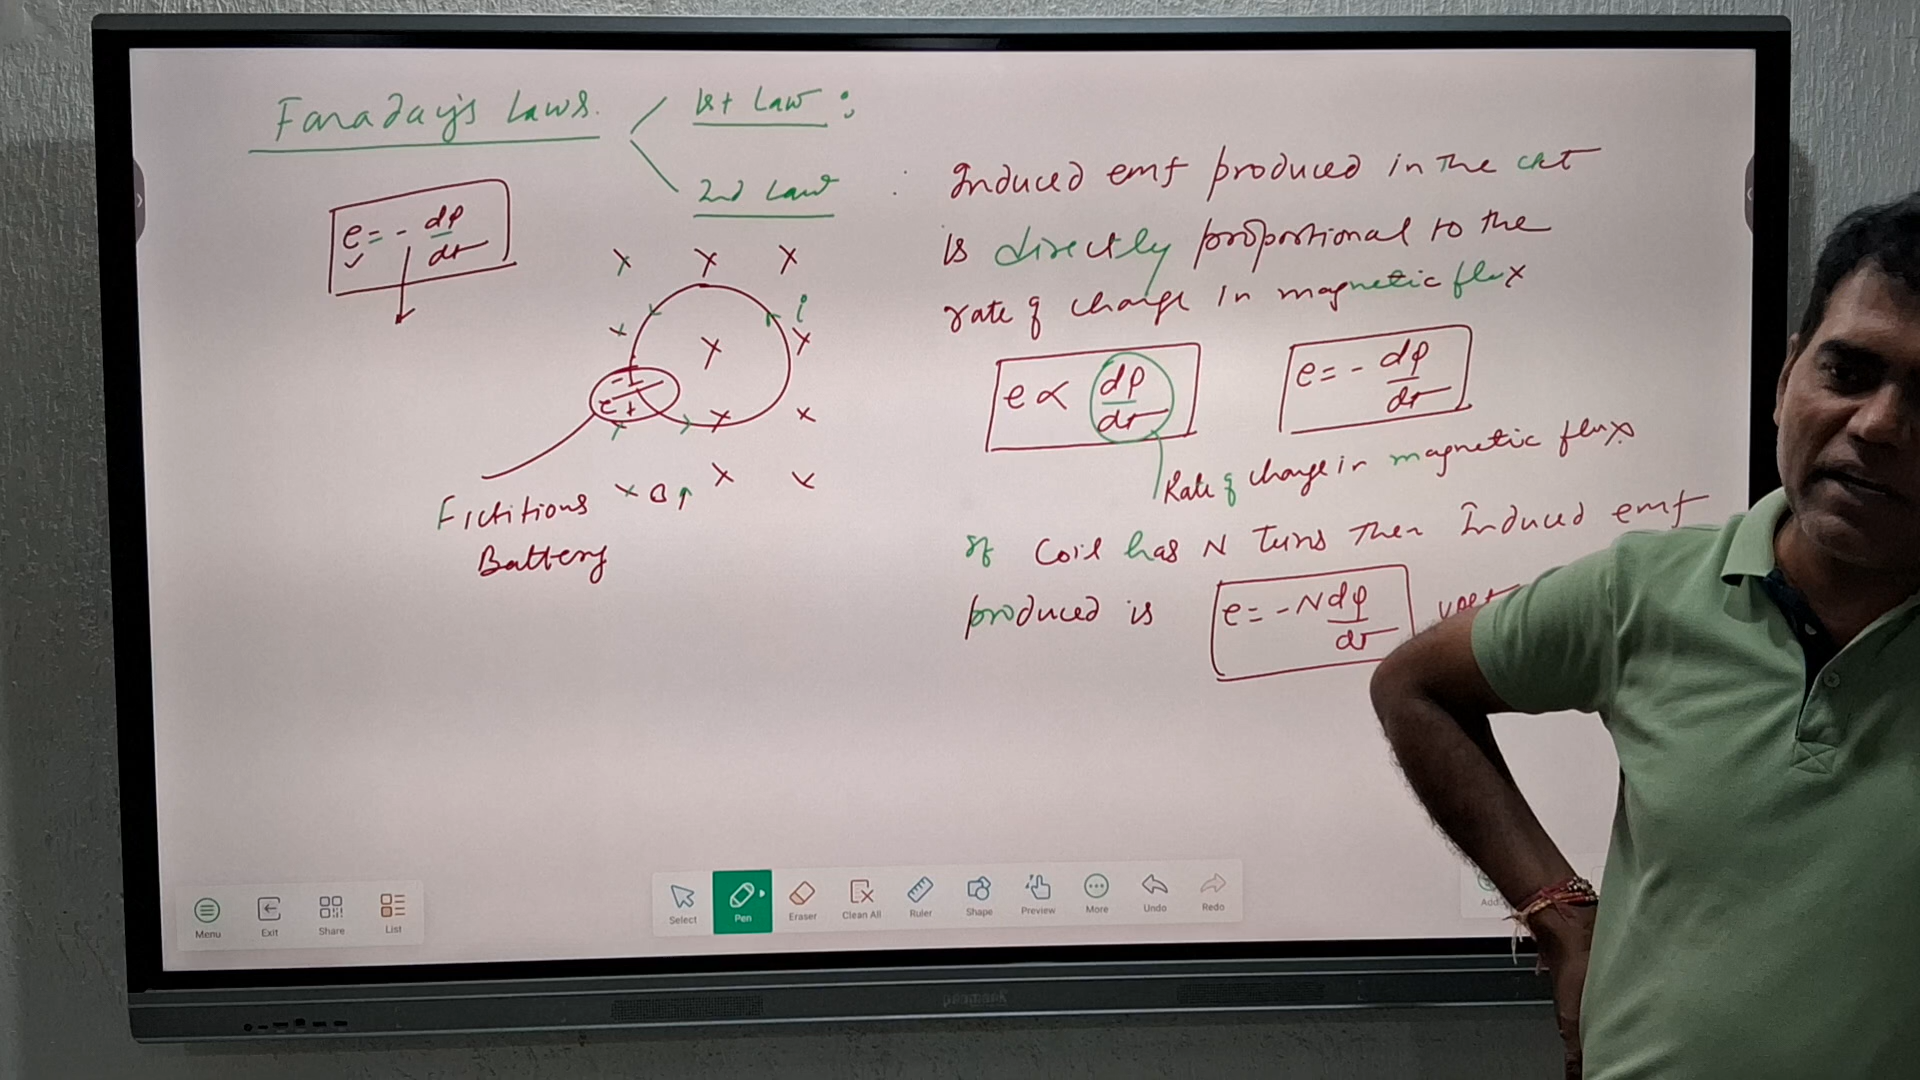 Faraday's Laws.
1st Law :
2nd Law :
Induced emf produced in the ckt
is directly proportional to the
rate of change in magnetic flux
e = - dφ/dt
i
e ∝ dφ/dt
e = - dφ/dt
Rate of change in magnetic flux
- e +
Fictitions
Battery
B↑
If Coil has N Turns Then Induced emf
produced is e = - N dφ/dt volt
Menu
Exit
Share
List
Select
Pen
Eraser
Clean All
Ruler
Shape
Preview
More
Undo
Redo
Add